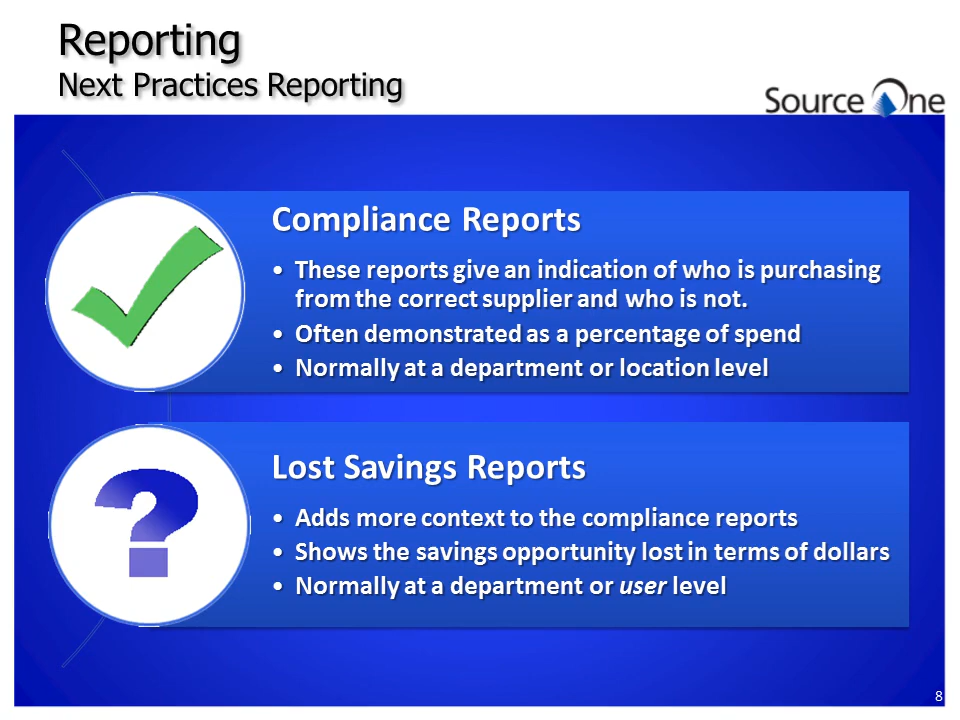 Reporting
Next Practices Reporting
Source One
Compliance Reports
• These reports give an indication of who is purchasing
from the correct supplier and who is not.
• Often demonstrated as a percentage of spend
• Normally at a department or location level
?
Lost Savings Reports
• Adds more context to the compliance reports
• Shows the savings opportunity lost in terms of dollars
• Normally at a department or user level
8